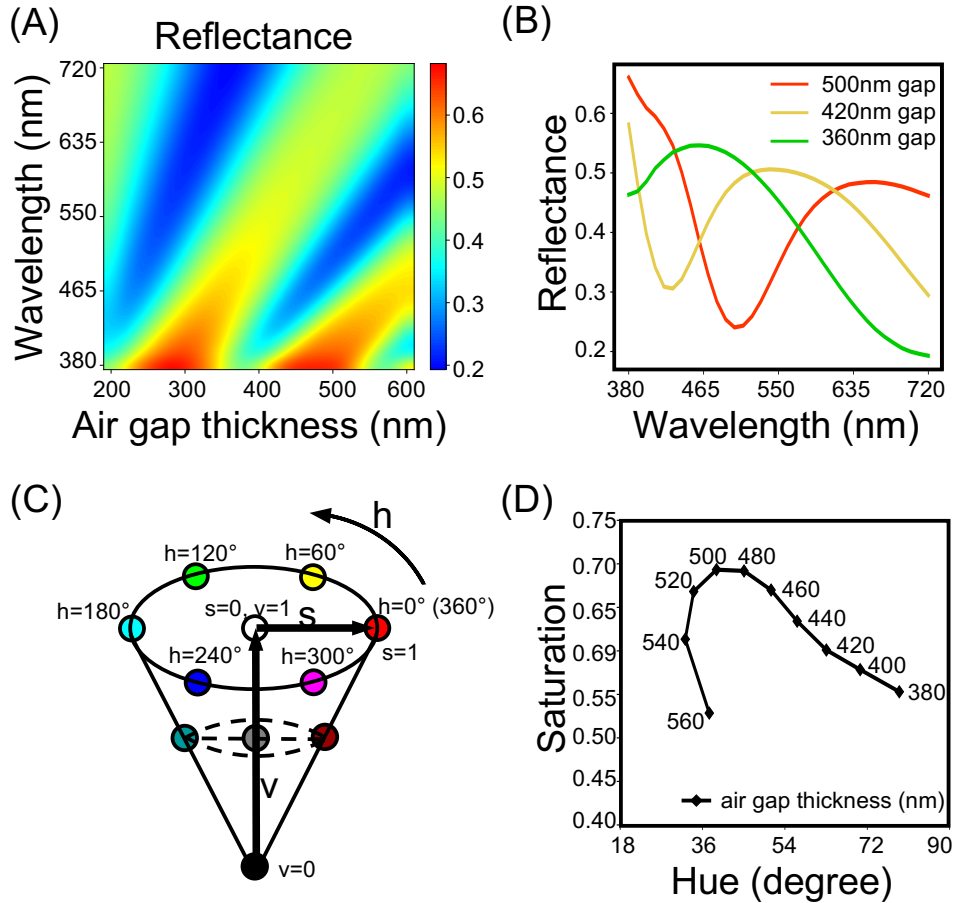 (A)
Reflectance
Wavelength (nm)
720
635
550
465
380
200
300
400
500
600
Air gap thickness (nm)
0.6
0.5
0.4
0.3
0.2
(B)
Reflectance
0.6
0.5
0.4
0.3
0.2
500nm gap
420nm gap
360nm gap
380
465
550
635
720
Wavelength (nm)
(C)
h
h=120°
h=60°
h=180°
s=0, v=1
h=0° (360°)
s
s=1
h=240°
h=300°
v
v=0
(D)
Saturation
0.75
0.70
0.65
0.69
0.55
0.50
0.45
0.40
500
480
520
460
440
540
420
400
380
560
air gap thickness (nm)
18
36
54
72
90
Hue (degree)